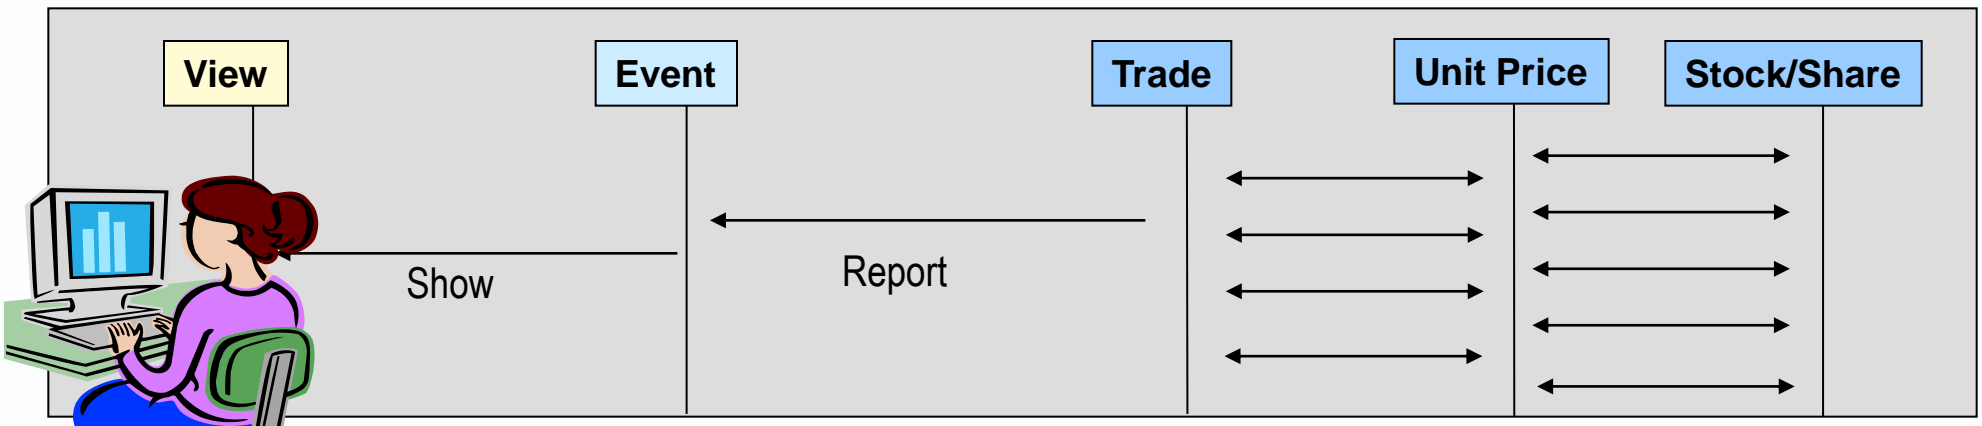 View
Event
Trade
Unit Price
Stock/Share
Show
Report